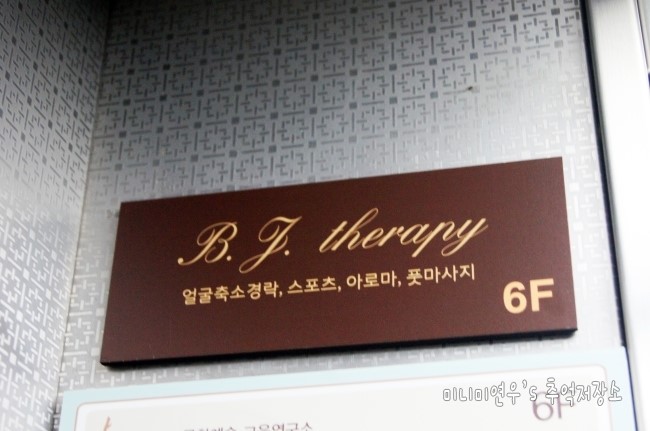 B. J. therapy
얼굴축소경락, 스포츠, 아로마, 풋마사지
6F
미니미연우's 추억저장소
6F